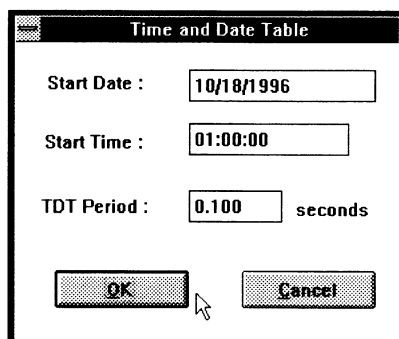 Time and Date Table
Start Date : 10/18/1996
Start Time : 01:00:00
TDT Period : 0.100 seconds
OK Cancel